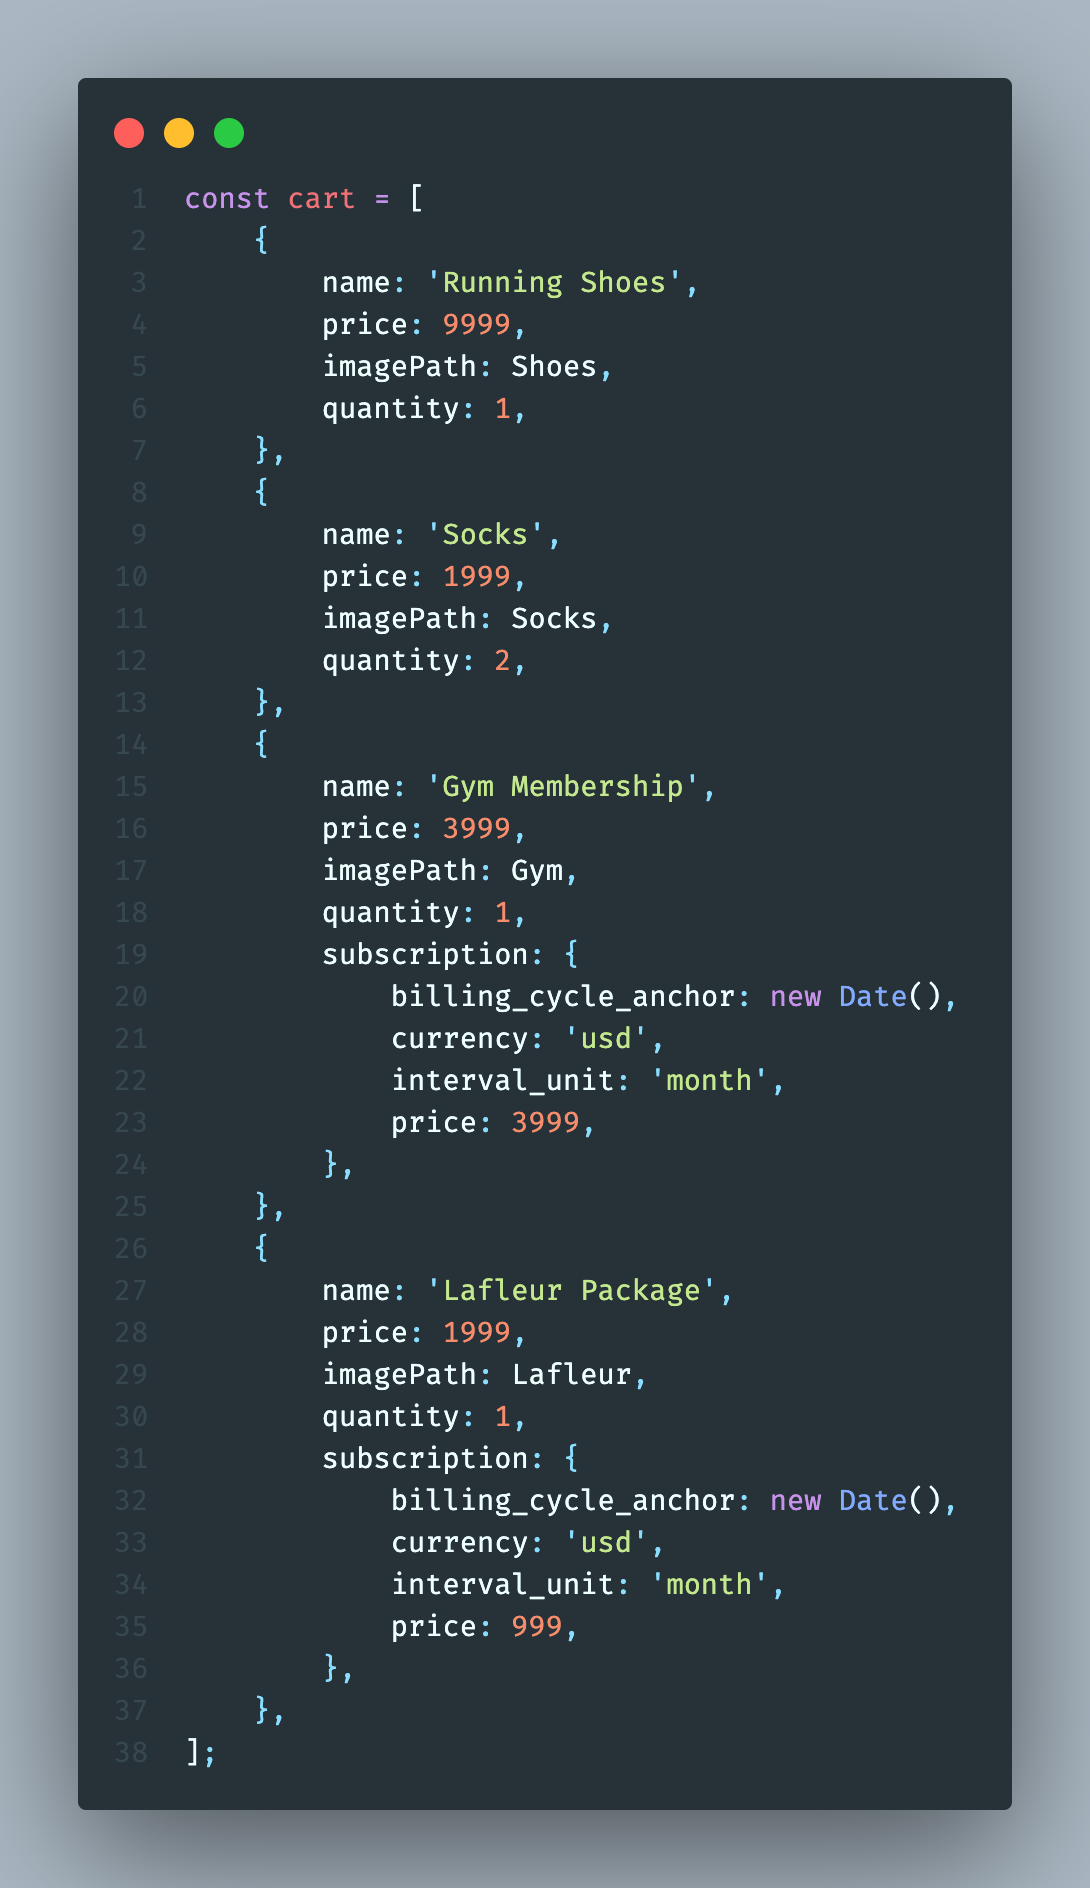 1 const cart = [
2     {
3         name: 'Running Shoes',
4         price: 9999,
5         imagePath: Shoes,
6         quantity: 1,
7     },
8     {
9         name: 'Socks',
10         price: 1999,
11         imagePath: Socks,
12         quantity: 2,
13     },
14     {
15         name: 'Gym Membership',
16         price: 3999,
17         imagePath: Gym,
18         quantity: 1,
19         subscription: {
20             billing_cycle_anchor: new Date(),
21             currency: 'usd',
22             interval_unit: 'month',
23             price: 3999,
24         },
25     },
26     {
27         name: 'Lafleur Package',
28         price: 1999,
29         imagePath: Lafleur,
30         quantity: 1,
31         subscription: {
32             billing_cycle_anchor: new Date(),
33             currency: 'usd',
34             interval_unit: 'month',
35             price: 999,
36         },
37     },
38 ];